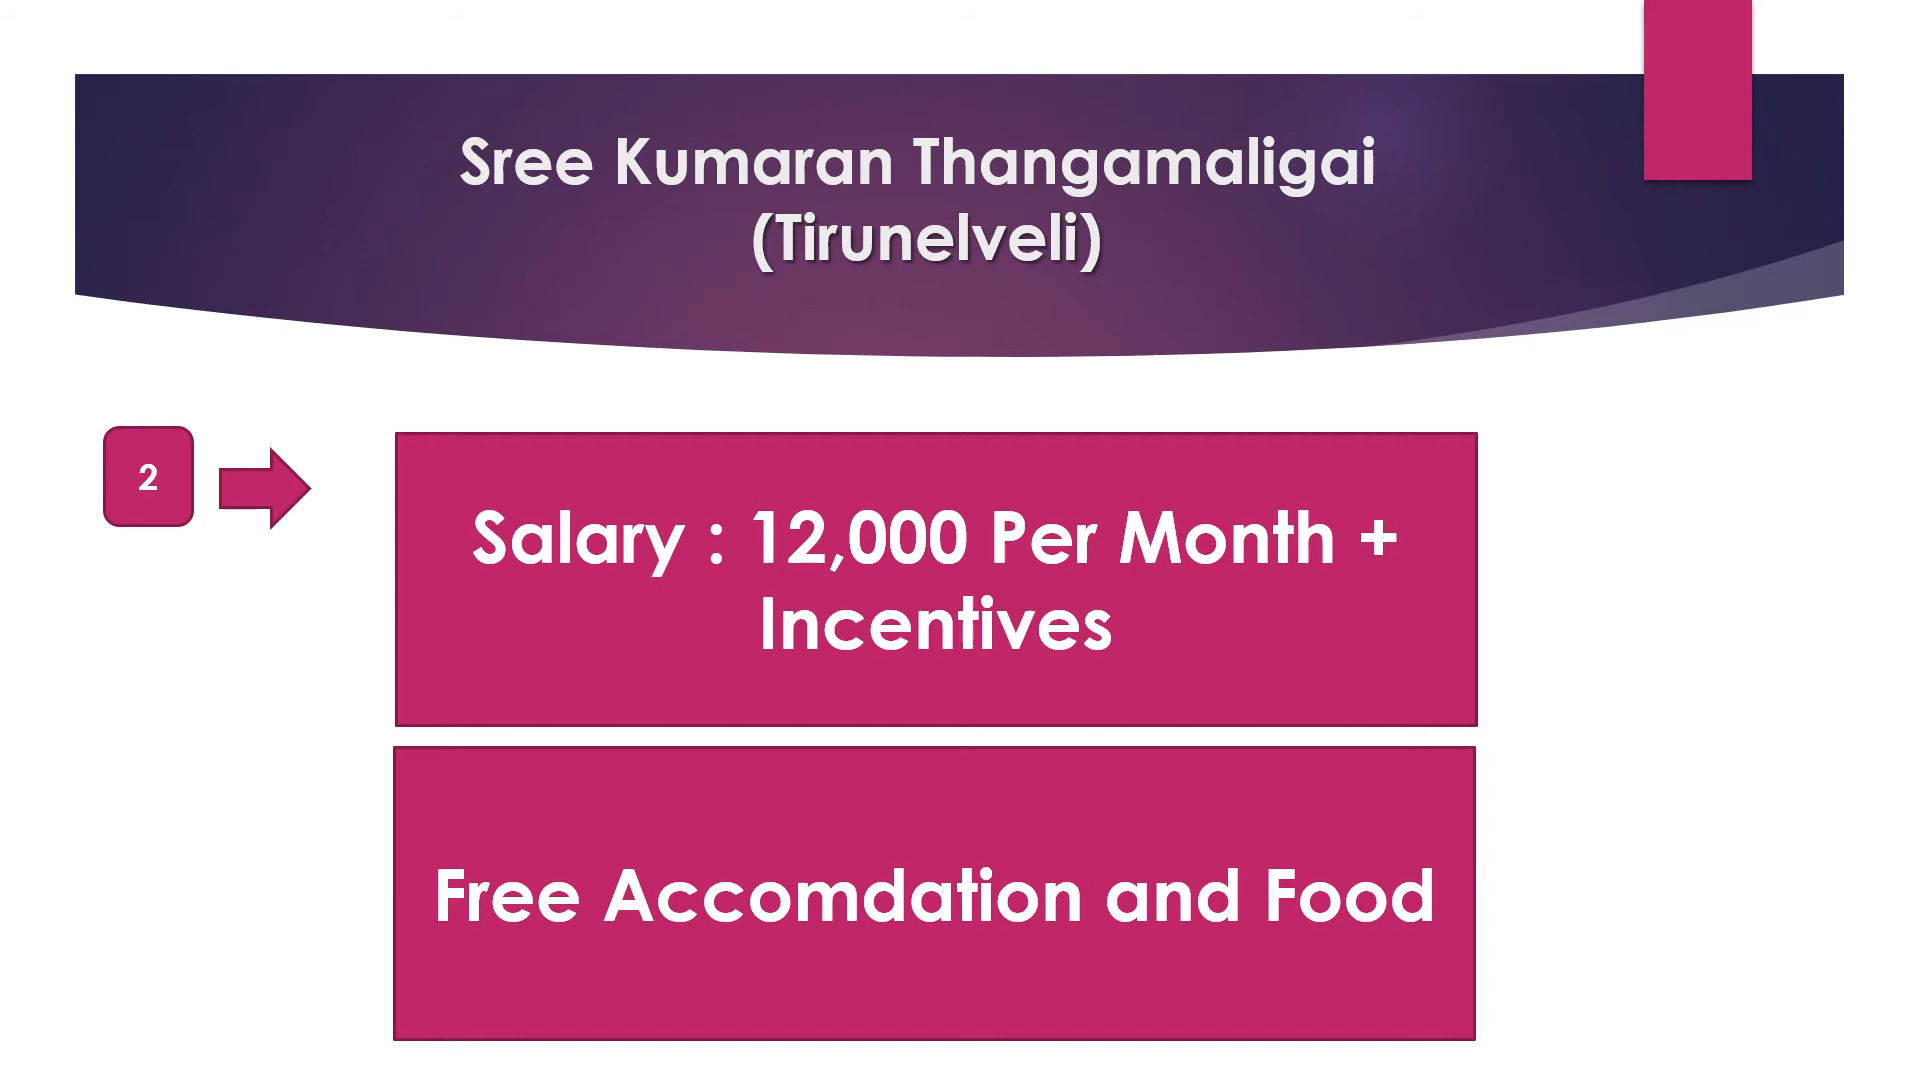 Sree Kumaran Thangamaligai
(Tirunelveli)
2
Salary : 12,000 Per Month +
Incentives
Free Accomdation and Food